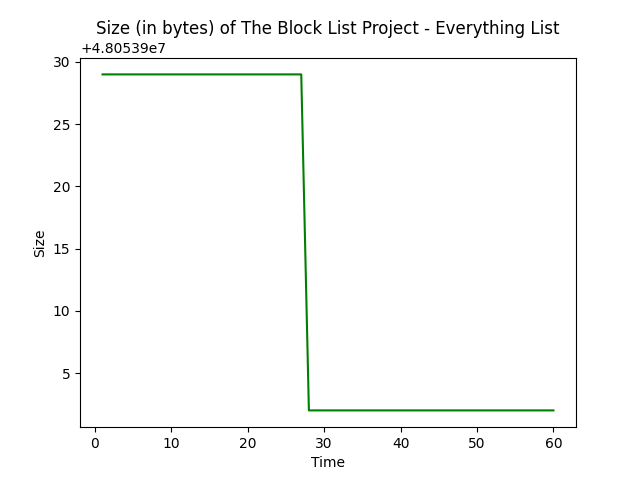 Size (in bytes) of The Block List Project - Everything List
+4.80539e7
30
25
20
15
10
5
Size
0 10 20 30 40 50 60
Time